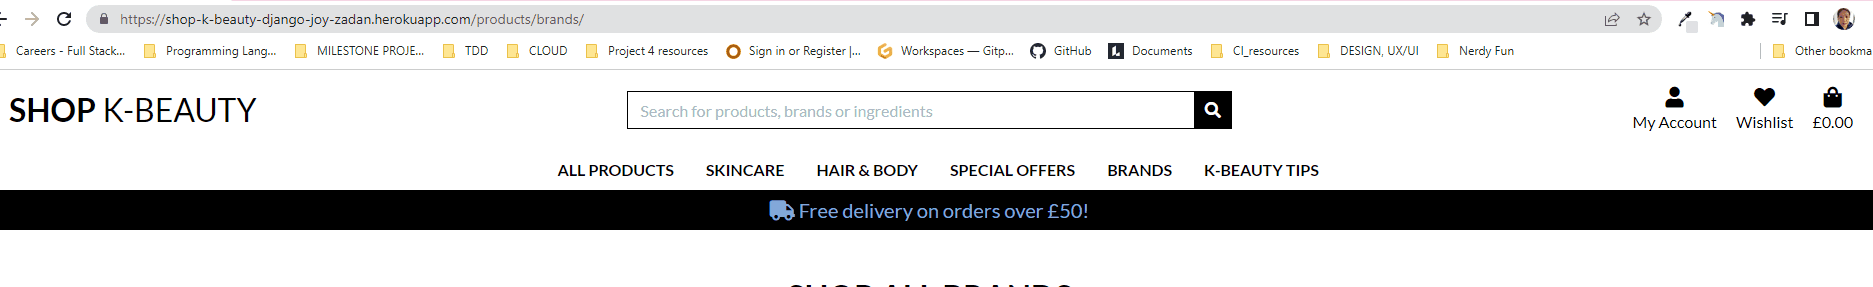 https://shop-k-beauty-django-joy-zadan.herokuapp.com/products/brands/
Careers - Full Stack... Programming Lang... MILESTONE PROJE... TDD CLOUD Project 4 resources Sign in or Register |... Workspaces — Gitp... GitHub Documents CI_resources DESIGN, UX/UI Nerdy Fun Other bookma
SHOP K-BEAUTY Search for products, brands or ingredients My Account Wishlist £0.00
ALL PRODUCTS SKINCARE HAIR & BODY SPECIAL OFFERS BRANDS K-BEAUTY TIPS
Free delivery on orders over £50!
SHOP ALL BRANDS